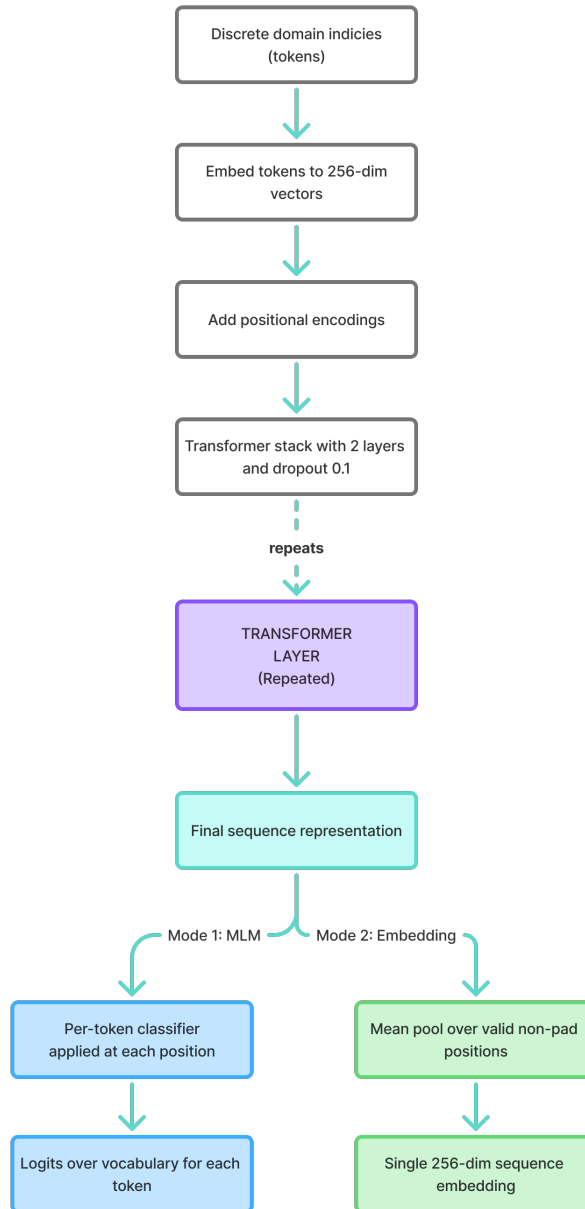 Discrete domain indicies
(tokens)
Embed tokens to 256-dim
vectors
Add positional encodings
Transformer stack with 2 layers
and dropout 0.1
repeats
TRANSFORMER
LAYER
(Repeated)
Final sequence representation
Mode 1: MLM
Mode 2: Embedding
Per-token classifier
applied at each position
Mean pool over valid non-pad
positions
Logits over vocabulary for each
token
Single 256-dim sequence
embedding